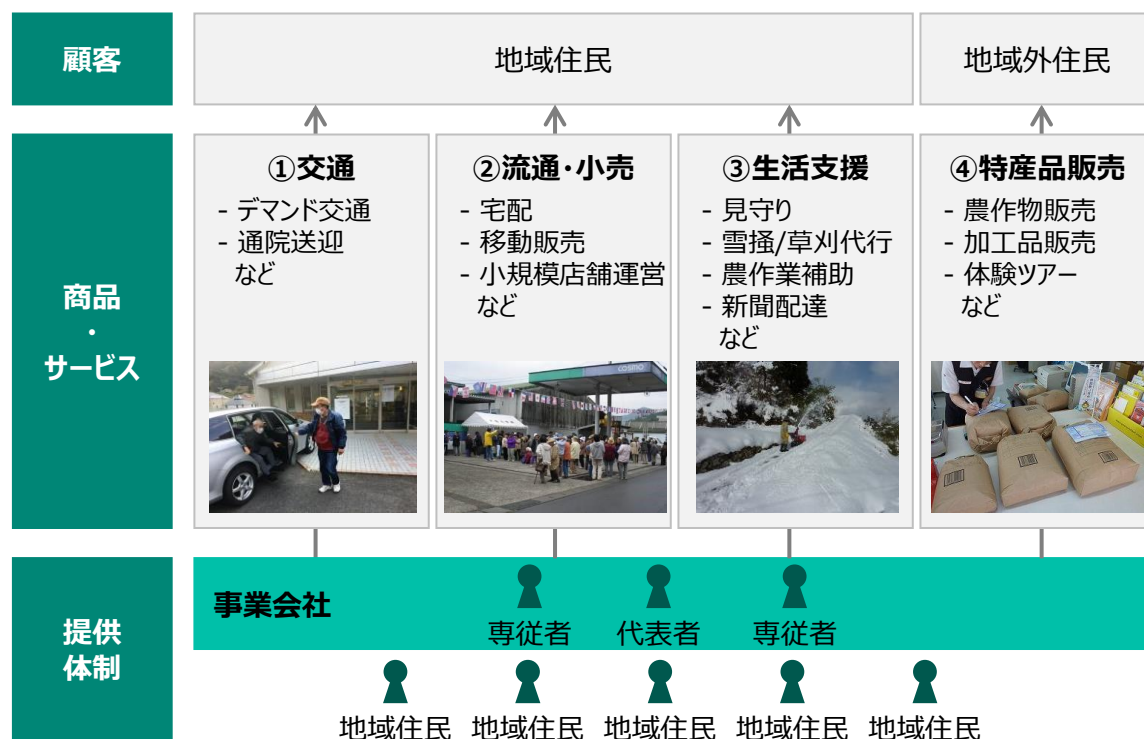 顧客
地域住民
地域外住民
商品
・
サービス
①交通
- デマンド交通
- 通院送迎
など
②流通・小売
- 宅配
- 移動販売
- 小規模店舗運営
など
③生活支援
- 見守り
- 雪掻/草刈代行
- 農作業補助
- 新聞配達
など
④特産品販売
- 農作物販売
- 加工品販売
- 体験ツアー
など
COSMO
提供
体制
事業会社
専従者
代表者
専従者
地域住民
地域住民
地域住民
地域住民
地域住民